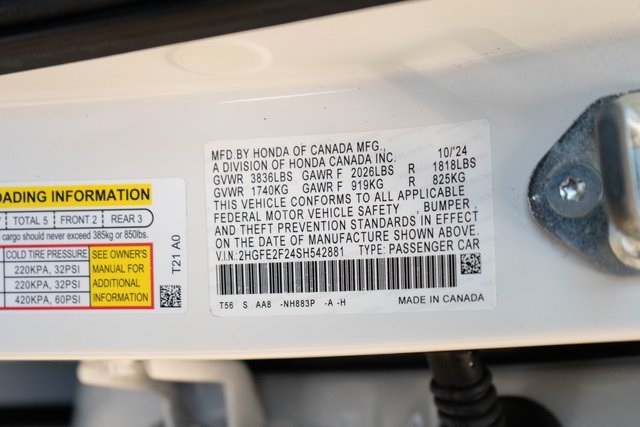 MFD.BY HONDA OF CANADA MFG., 10/'24
A DIVISION OF HONDA CANADA INC.
GVWR 3836LBS GAWR F 2026LBS R 1818LBS
GVWR 1740KG GAWR F 919KG R 825KG
THIS VEHICLE CONFORMS TO ALL APPLICABLE
FEDERAL MOTOR VEHICLE SAFETY , BUMPER ,
AND THEFT PREVENTION STANDARDS IN EFFECT
ON THE DATE OF MANUFACTURE SHOWN ABOVE.
V.I.N:2HGFE2F24SH542881 TYPE: PASSENGER CAR
T56 S AA8 -NH883P -A -H MADE IN CANADA
OADING INFORMATION
TOTAL 5 FRONT 2 REAR 3
cargo should never exceed 385kg or 850lbs.
COLD TIRE PRESSURE SEE OWNER'S
220KPA, 32PSI MANUAL FOR
220KPA, 32PSI ADDITIONAL
420KPA, 60PSI INFORMATION
T21 A0